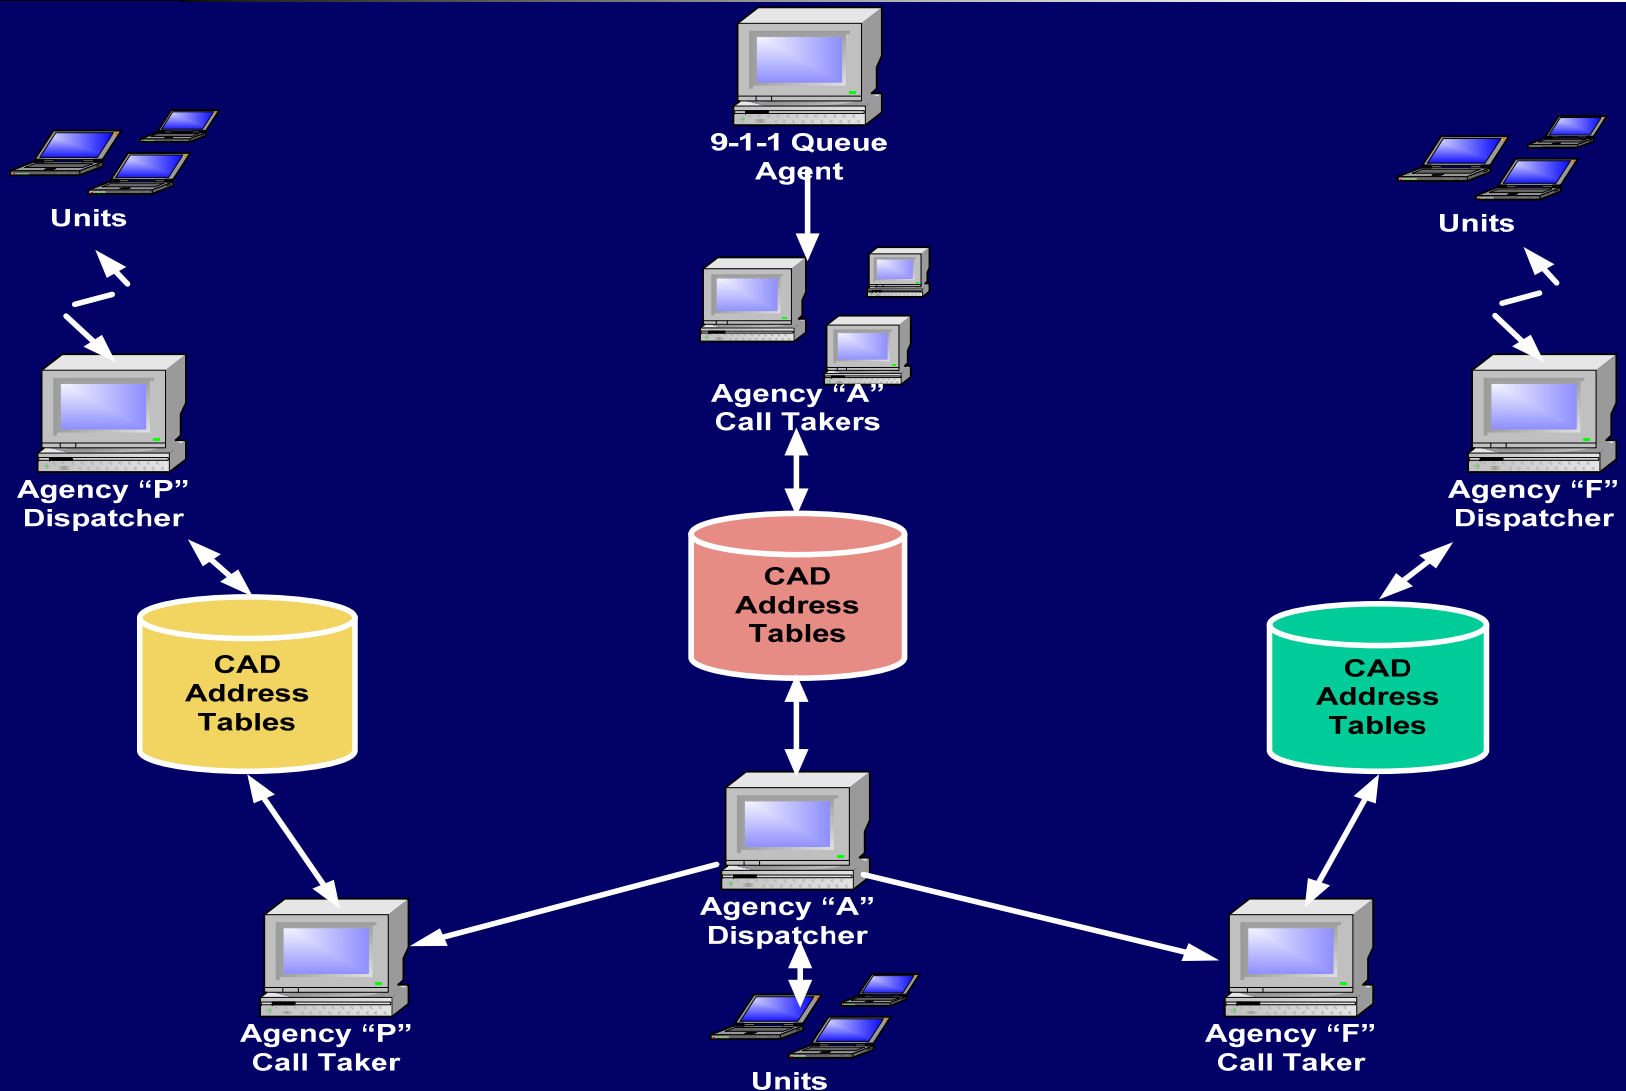 9-1-1 Queue
Agent
Units
Units
Agency “A”
Call Takers
Agency “P”
Dispatcher
Agency “F”
Dispatcher
CAD
Address
Tables
CAD
Address
Tables
CAD
Address
Tables
Agency “A”
Dispatcher
Agency “P”
Call Taker
Agency “F”
Call Taker
Units